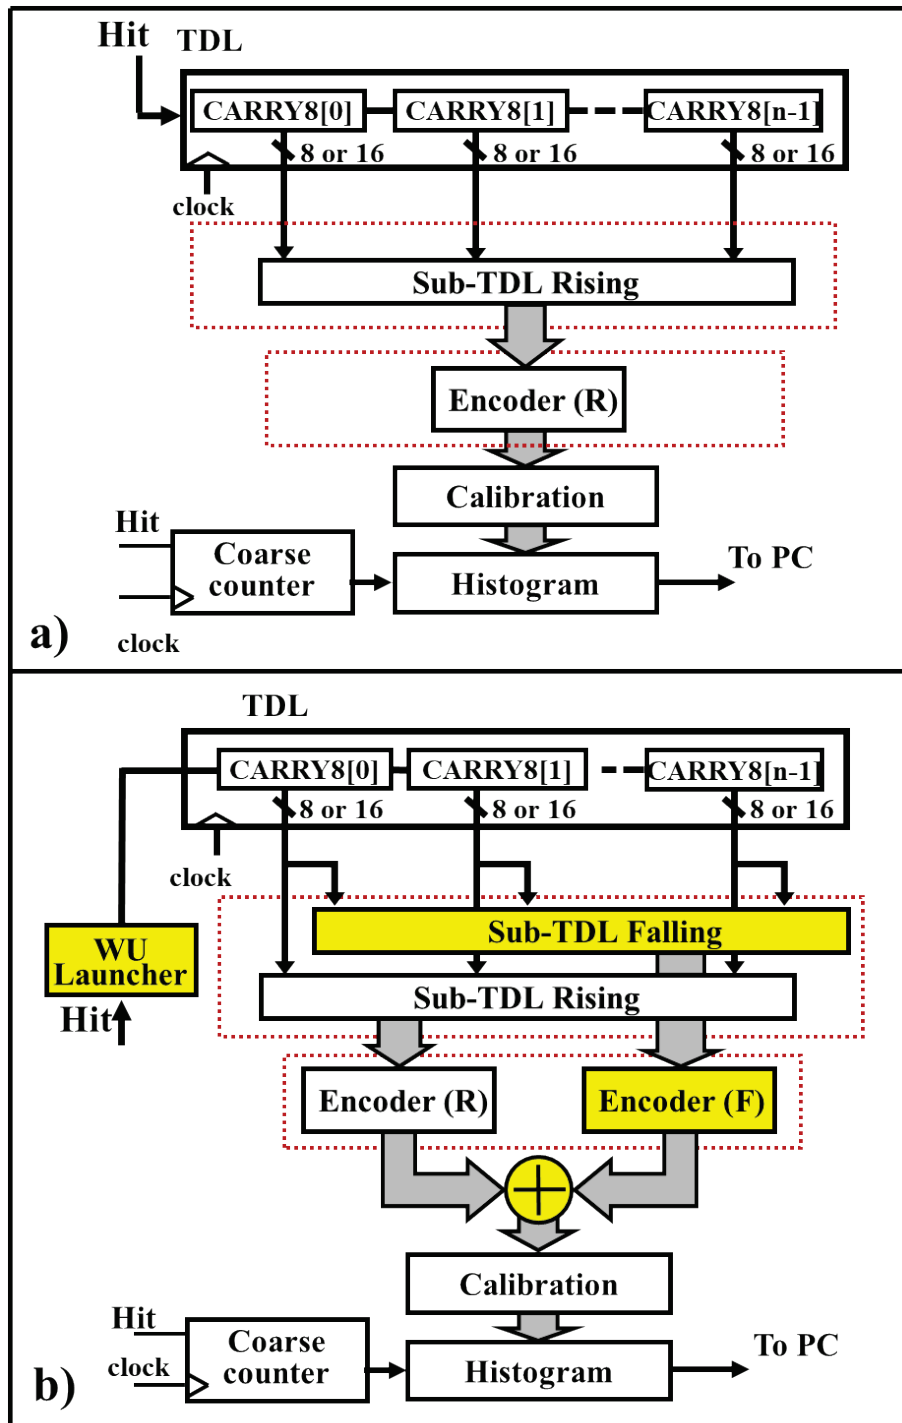 Hit TDL
CARRY8[0] CARRY8[1] CARRY8[n-1]
8 or 16 8 or 16 8 or 16
clock
Sub-TDL Rising
Encoder (R)
Calibration
Hit
Coarse
counter
Histogram
To PC
clock
a)
TDL
CARRY8[0] CARRY8[1] CARRY8[n-1]
8 or 16 8 or 16 8 or 16
clock
Sub-TDL Falling
WU
Launcher
Hit
Sub-TDL Rising
Encoder (R) Encoder (F)
Calibration
Hit
clock
Coarse
counter
Histogram
To PC
b)